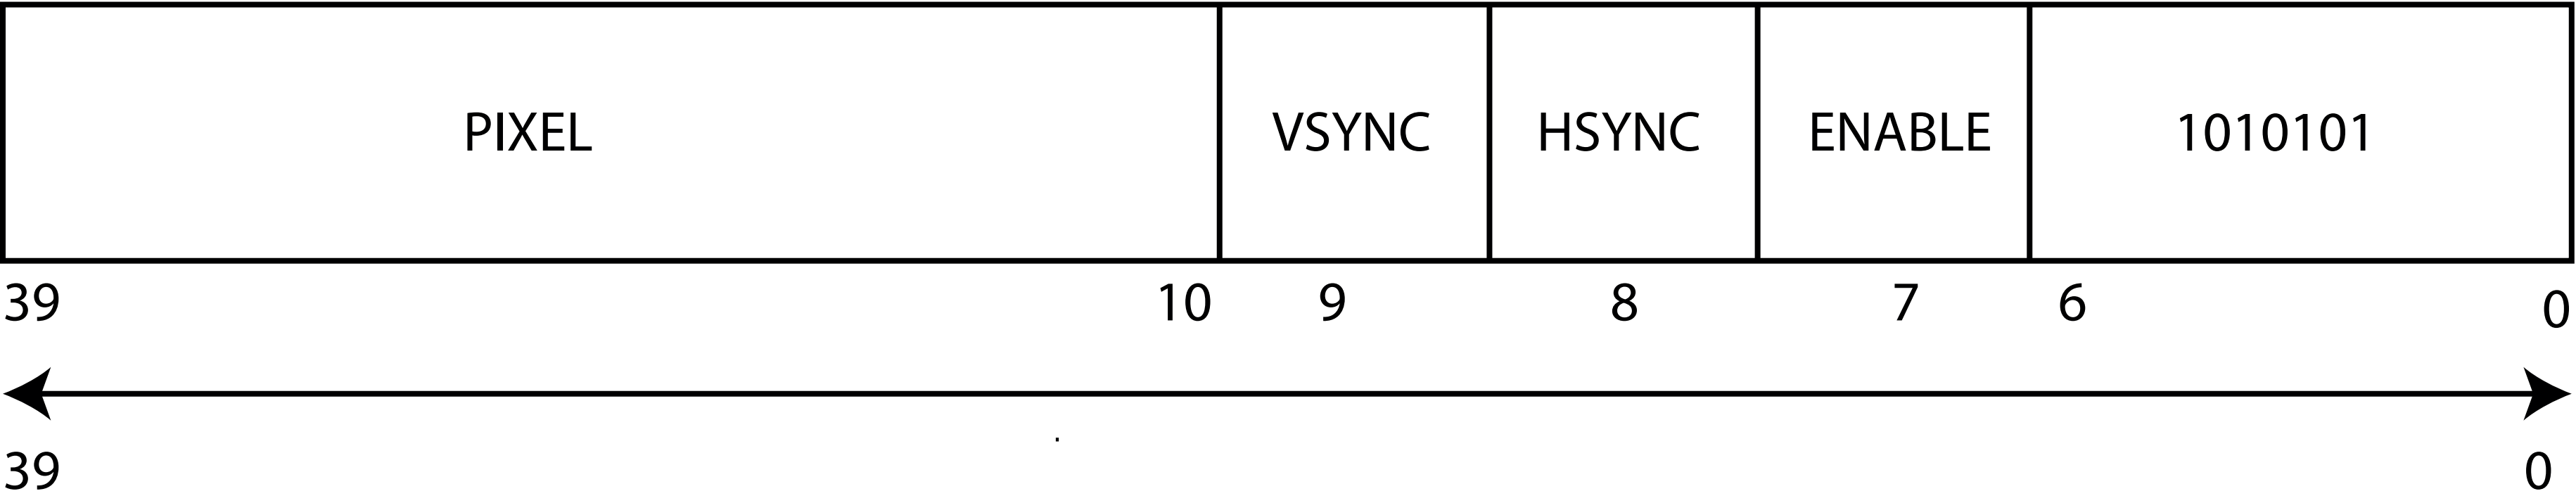 PIXEL VSYNC HSYNC ENABLE 1010101
39 10 9 8 7 6 0
39 0